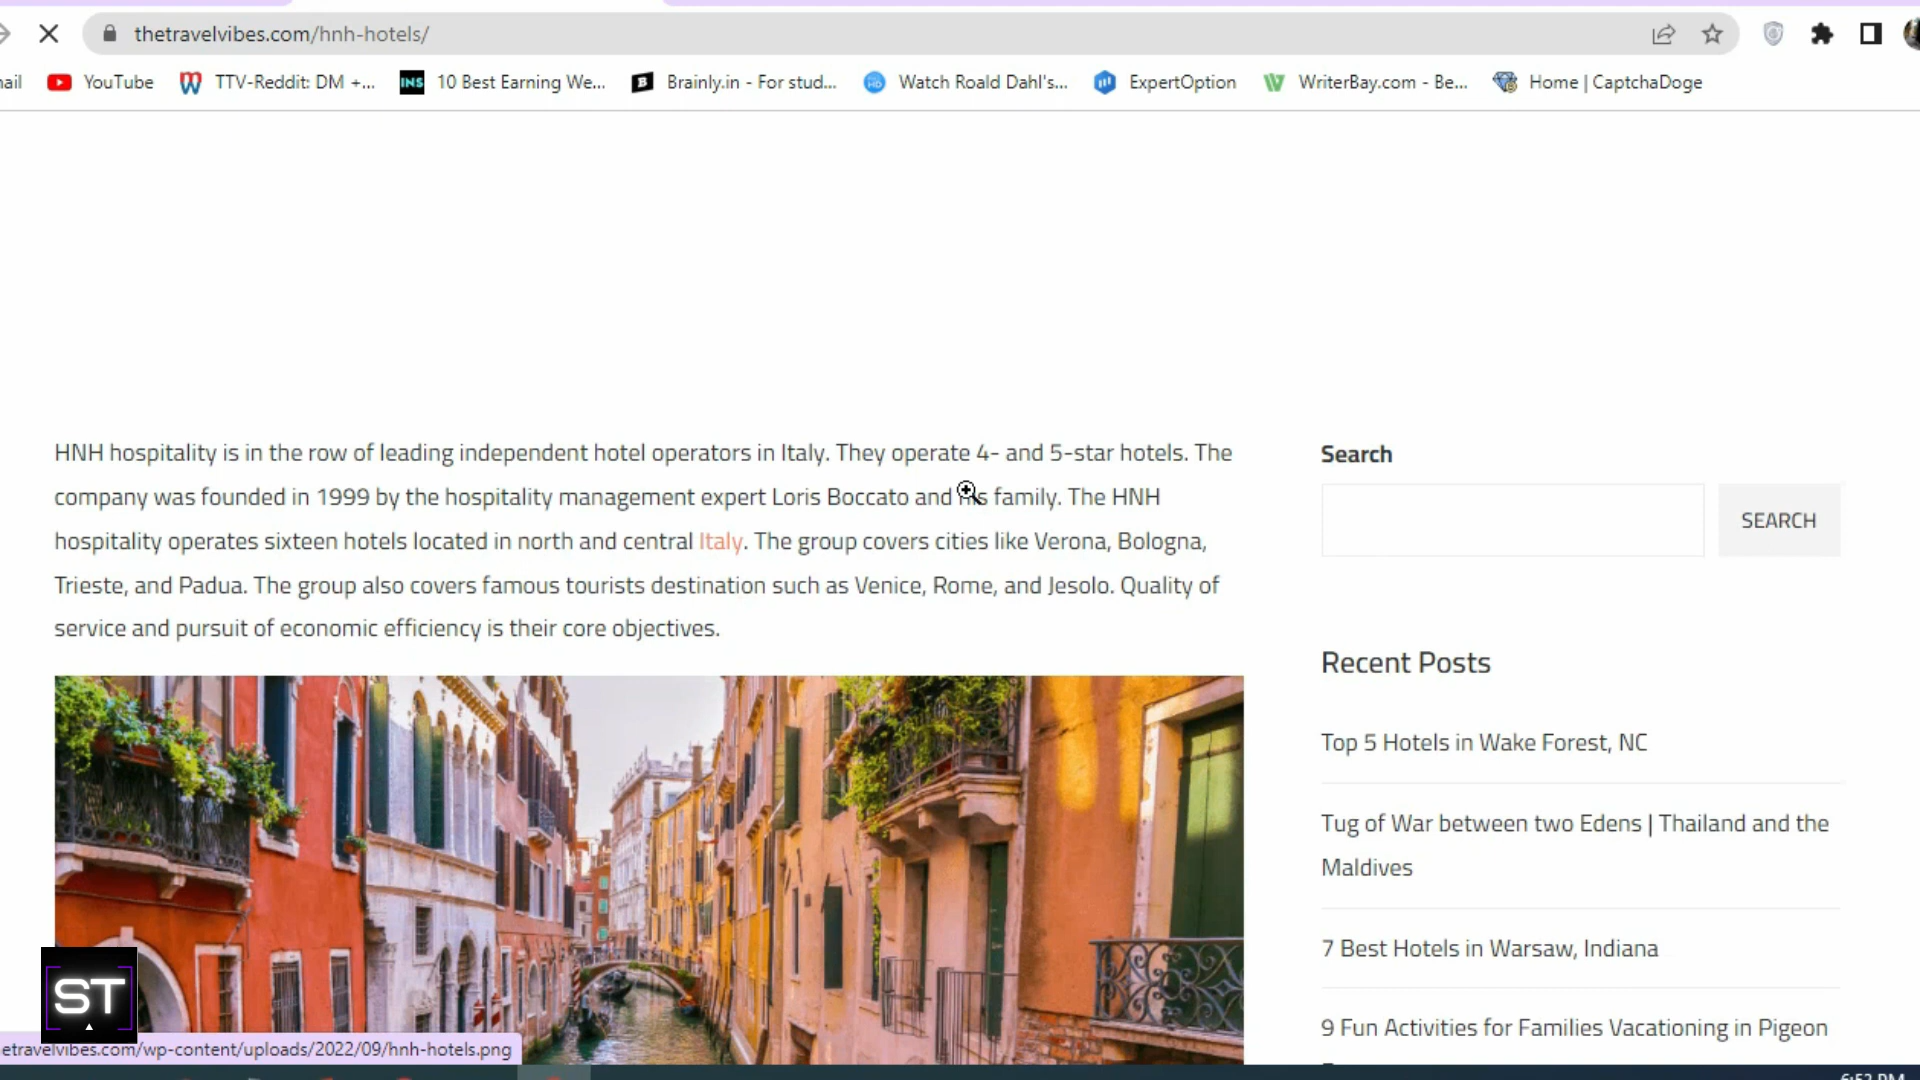 thetravelvibes.com/hnh-hotels/
ail YouTube TTV-Reddit: DM +... 10 Best Earning We... Brainly.in - For stud... Watch Roald Dahl's... ExpertOption WriterBay.com - Be... Home | CaptchaDoge
HNH hospitality is in the row of leading independent hotel operators in Italy. They operate 4- and 5-star hotels. The
company was founded in 1999 by the hospitality management expert Loris Boccato and his family. The HNH
hospitality operates sixteen hotels located in north and central Italy. The group covers cities like Verona, Bologna,
Trieste, and Padua. The group also covers famous tourists destination such as Venice, Rome, and Jesolo. Quality of
service and pursuit of economic efficiency is their core objectives.
Search
SEARCH
Recent Posts
Top 5 Hotels in Wake Forest, NC
Tug of War between two Edens | Thailand and the
Maldives
7 Best Hotels in Warsaw, Indiana
9 Fun Activities for Families Vacationing in Pigeon
ST
etravelvibes.com/wp-content/uploads/2022/09/hnh-hotels.png
6:52 PM